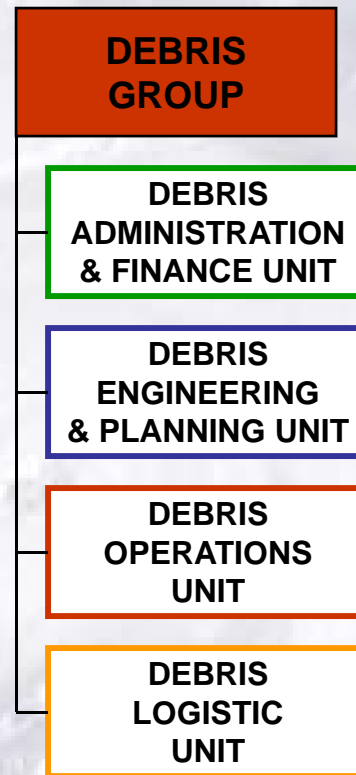 DEBRIS
GROUP
DEBRIS
ADMINISTRATION
& FINANCE UNIT
DEBRIS
ENGINEERING
& PLANNING UNIT
DEBRIS
OPERATIONS
UNIT
DEBRIS
LOGISTIC
UNIT